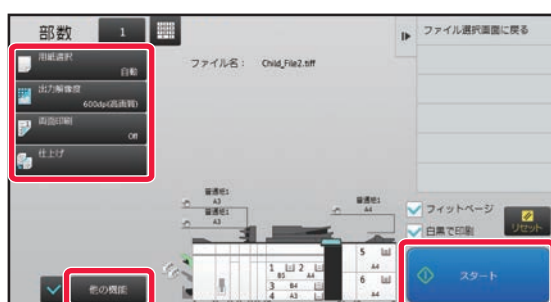 部数 1
ファイル選択画面に戻る
用紙選択
自動
ファイル名： Child_File2.tiff
出力解像度
600dpi(高画質)
両面印刷
Off
仕上げ
普通紙1
A3
普通紙1
A3
普通紙1
A4
フィットページ
白黒で印刷
リセット
1 2
B5 A4
3 B4
4 A3
5
A4
6
A4
他の機能
スタート